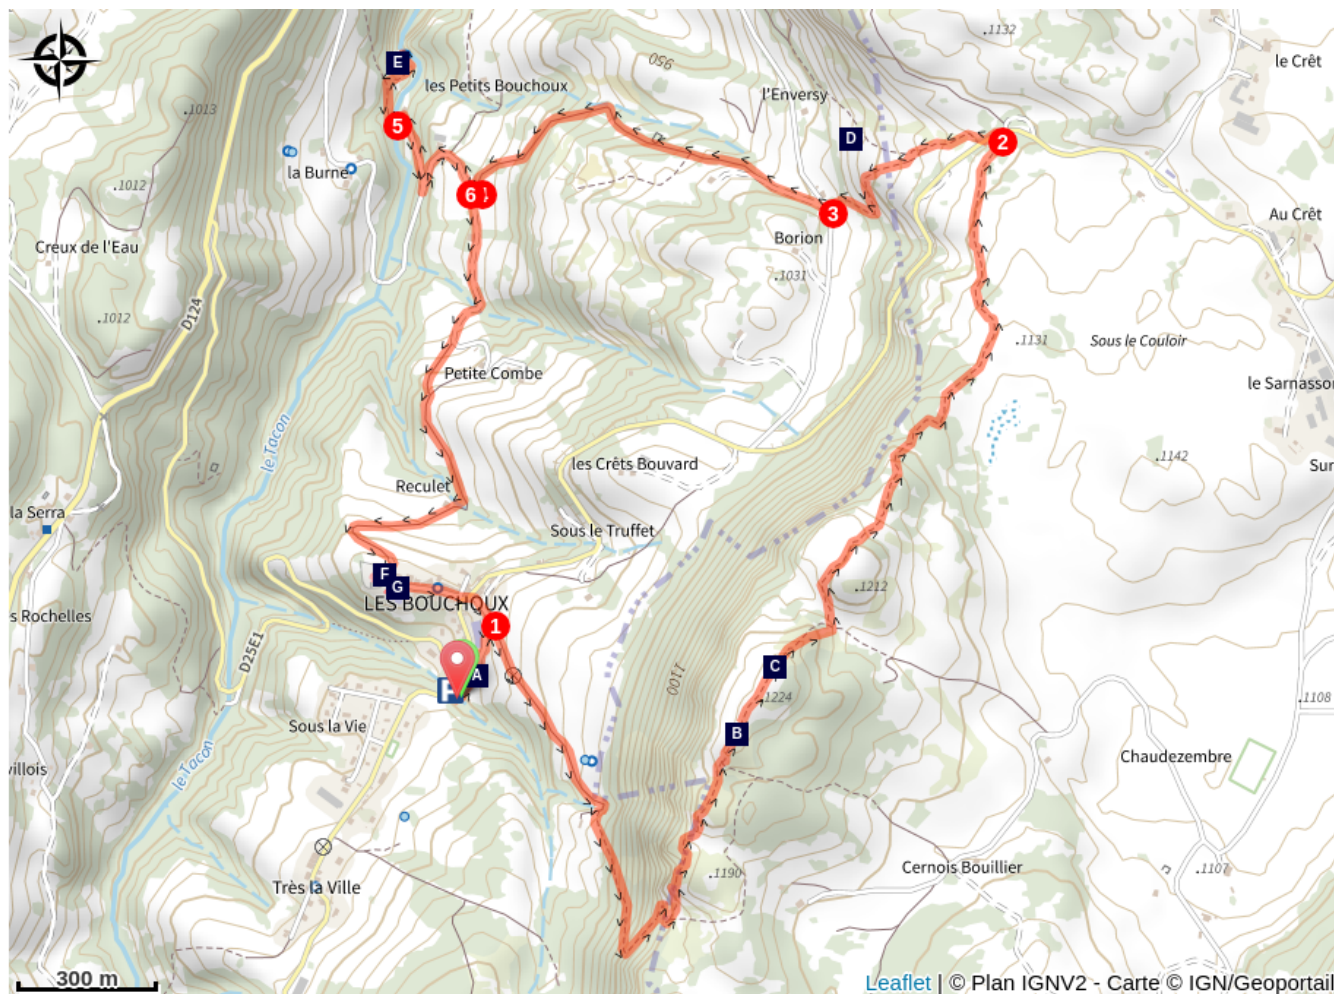 .1132
le Crêt
950
E
les Petits Bouchoux
l'Enversy
.1013
5
D
2
la Burne
.1012
6
3
Au Crêt
Borion
Creux de l'Eau
.1031
.1012
D124
.1131
Sous le Couloir
Petite Combe
le Sarnasso
le Tacon
les Crêts Bouvard
.1142
Sur
Reculet
la Serra
Sous le Truffet
F
G
.1212
LES BOUCHOUX
s Rochelles
1
D25E1
C
A
1100
.1224
P
.1108
Sous la Vie
B
le Tacon
Chaudezembre
villois
Cernois Bouillier
.1190
.1107
Très la Ville
300 m
Leaflet | © Plan IGNV2 - Carte © IGN/Geoportail